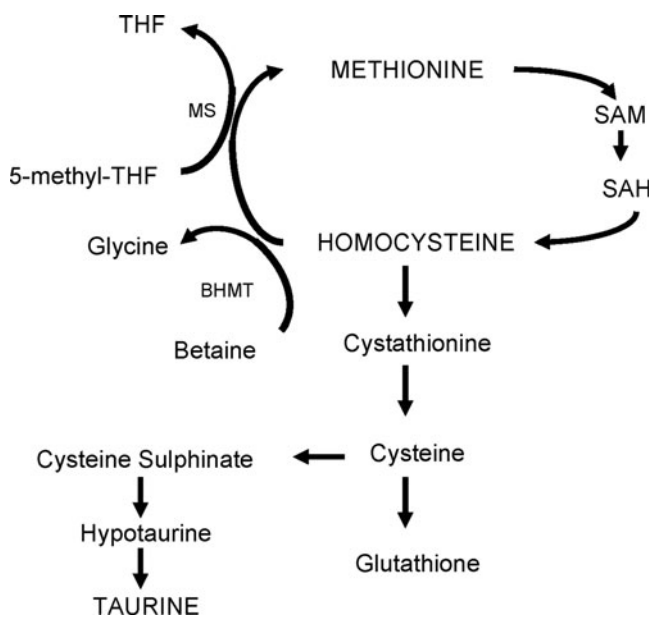 THF
METHIONINE
MS
SAM
5-methyl-THF
SAH
Glycine
HOMOCYSTEINE
BHMT
Betaine
Cystathionine
Cysteine Sulphinate
Cysteine
Hypotaurine
Glutathione
TAURINE